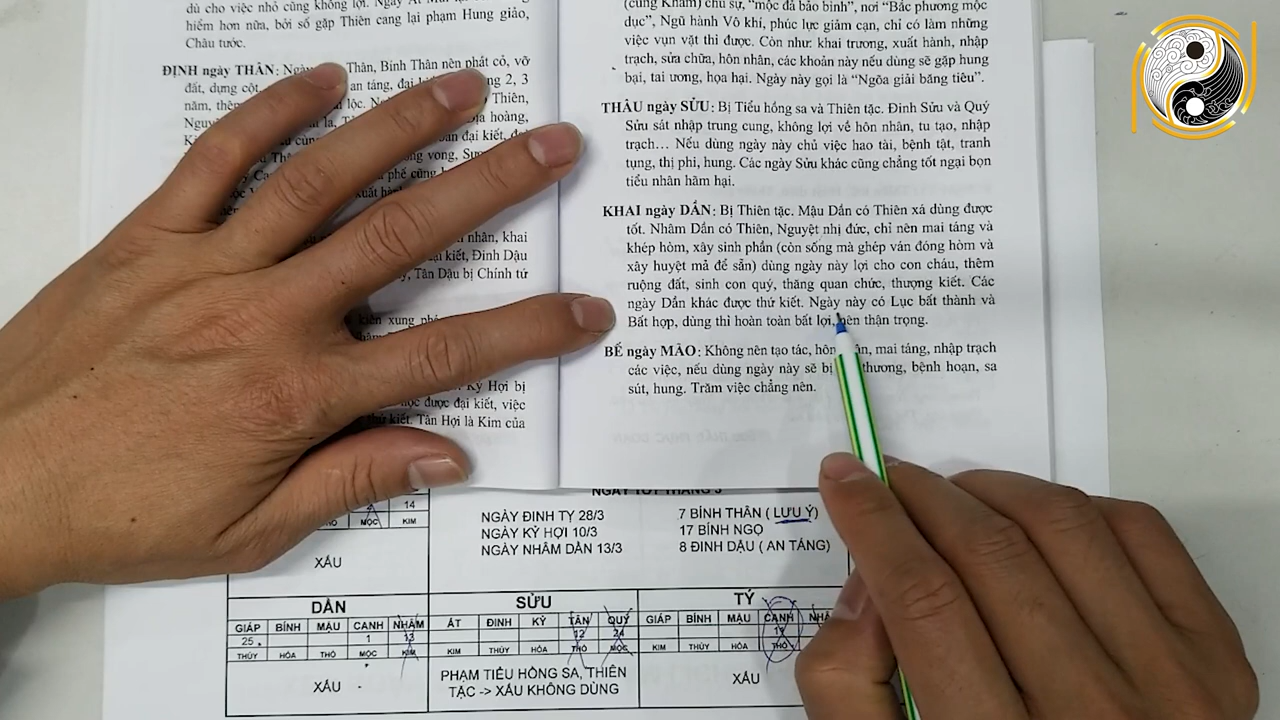 dù cho việc nhỏ cũng không lợi. Ngày Ất Mùi lại
hiểm hơn nữa, bởi số gặp Thiên cang lại phạm Hung giảo,
Châu tước.
ĐỊNH ngày THÂN: Ngày Thân, Bính Thân nên phát cỏ, vỡ
đất, dựng cột, an táng, 2, 3
năm, lộc. Thiên,
Địa hoàng,
đại kiết,
vong,
phế cũng
nhân, khai
đại kiết, Đinh Dậu
Tân Dậu bị Chính tứ
xung
Kỷ Hợi bị
được đại kiết, việc
thứ kiết. Tân Hợi là Kim của
(cung Khảm) chủ sự, "mộc đả bảo bình", nơi "Bắc phương mộc
dục", Ngũ hành Vô khí, phúc lực giảm cạn, chỉ có làm những
việc vụn vặt thì được. Còn như: khai trương, xuất hành, nhập
trạch, sửa chữa, hôn nhân, các khoản này nếu dùng sẽ gặp hung
bại, tai ương, họa hại. Ngày này gọi là "Ngõa giải băng tiêu".
THÂU ngày SỬU: Bị Tiểu hồng sa và Thiên tặc. Đinh Sửu và Quý
Sửu sát nhập trung cung, không lợi về hôn nhân, tu tạo, nhập
trạch... Nếu dùng ngày này chủ việc hao tài, bệnh tật, tranh
tụng, thị phi, hung. Các ngày Sửu khác cũng chẳng tốt ngại bọn
tiểu nhân hãm hại.
KHAI ngày DẦN: Bị Thiên tặc. Mậu Dần có Thiên xá dùng được
tốt. Nhâm Dần có Thiên, Nguyệt nhị đức, chỉ nên mai táng và
khép hòm, xây sinh phần (còn sống mà ghép ván đóng hòm và
xây huyệt mả để sẵn) dùng ngày này lợi cho con cháu, thêm
ruộng đất, sinh con quý, thăng quan chức, thượng kiết. Các
ngày Dần khác được thứ kiết. Ngày này có Lục bất thành và
Bất hợp, dùng thì hoàn toàn bất lợi, nên thận trọng.
BẾ ngày MÃO: Không nên tạo tác, hôn nhân, mai táng, nhập trạch
các việc, nếu dùng ngày này sẽ bị thương, bệnh hoạn, sa
sút, hung. Trăm việc chẳng nên.
NGÀY TỐT THÁNG 3
NGÀY ĐINH TỴ 28/3 7 BÍNH THÂN ( LƯU Ý)
NGÀY KỶ HỢI 10/3 17 BÍNH NGỌ
NGÀY NHÂM DẦN 13/3 8 ĐINH DẬU ( AN TÁNG)
14
MỘC KIM
XẤU
DẦN SỬU TÝ
GIÁP BÍNH MẬU CANH NHÂM ẤT ĐINH KỶ TÂN QUÝ GIÁP BÍNH MẬU CANH
25 1 13 12 24
THỦY HỎA THỔ MỘC KIM KIM THỦY HỎA THỔ MỘC KIM THỦY HỎA THỔ
XẤU
PHẠM TIỂU HỒNG SA, THIÊN
TẶC -> XẤU KHÔNG DÙNG
XẤU